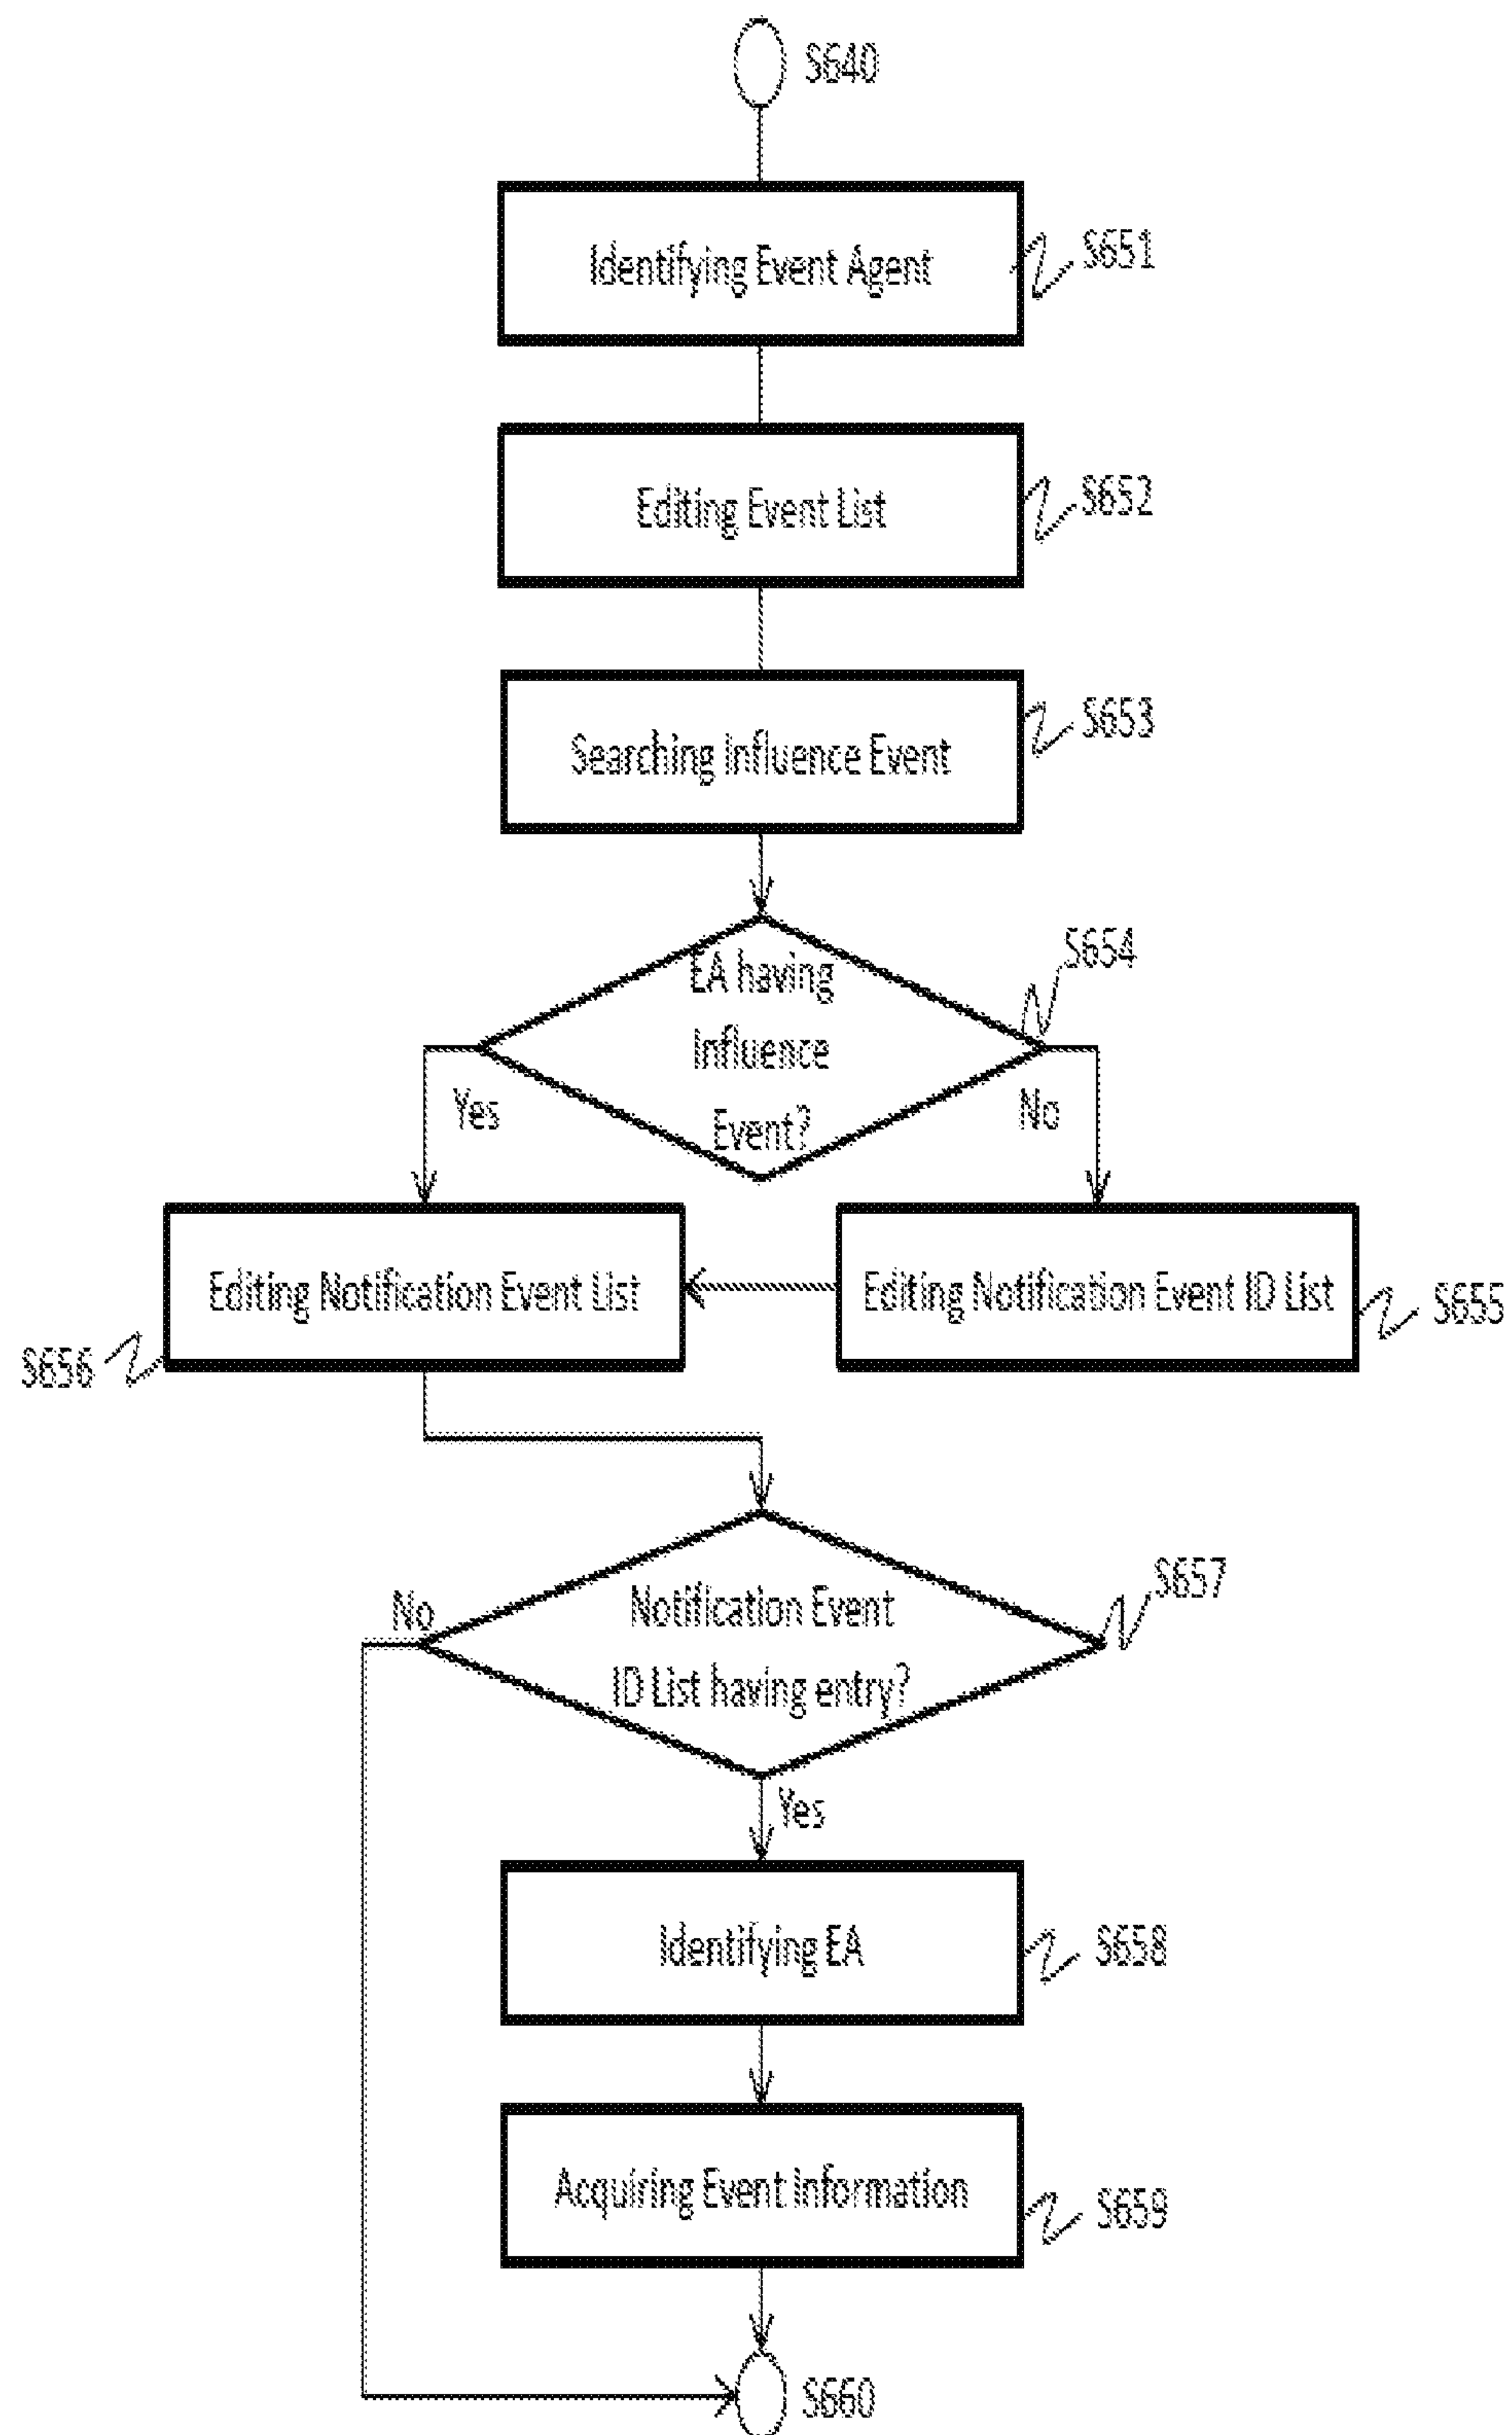 S640
Identifying Event Agent
S651
Editing Event List
S652
Searching Influence Event
S653
EA having
Influence
Event?
S654
Yes
No
Editing Notification Event List
Editing Notification Event ID List
S655
S656
Notification Event
ID List having entry?
S657
No
Yes
Identifying EA
S658
Acquiring Event Information
S659
S660